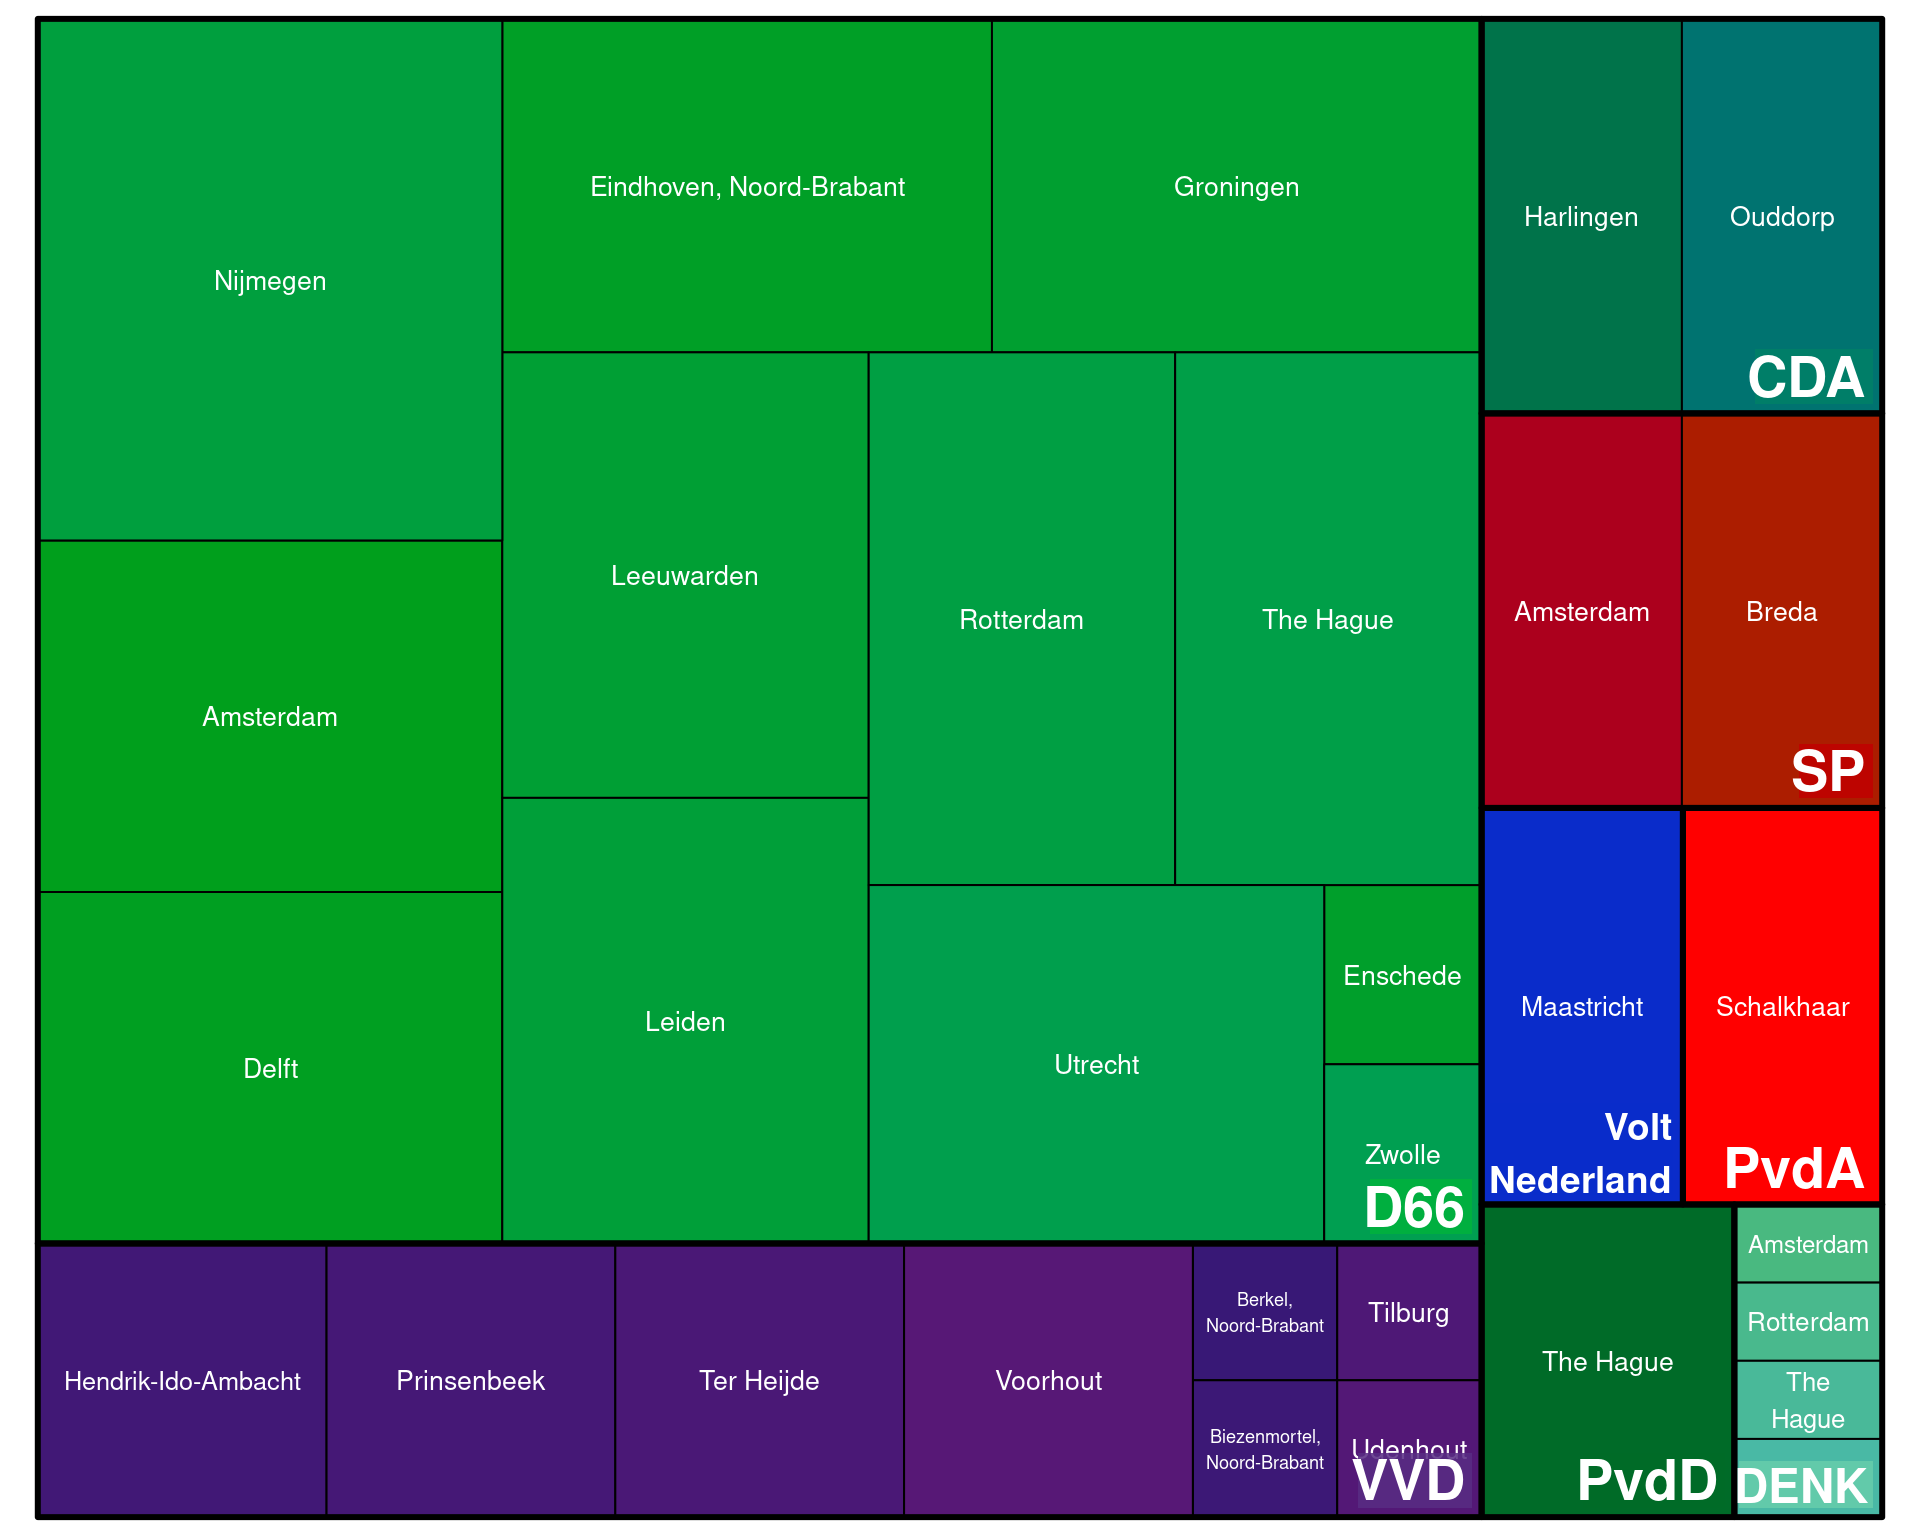 Nijmegen
Amsterdam
Delft
Eindhoven, Noord-Brabant
Groningen
Leeuwarden
Leiden
Rotterdam
The Hague
Utrecht
Enschede
Zwolle
D66
Hendrik-Ido-Ambacht
Prinsenbeek
Ter Heijde
Voorhout
Berkel,
Noord-Brabant
Biezenmortel,
Noord-Brabant
Tilburg
Udenhout
VVD
Harlingen
Ouddorp
CDA
Amsterdam
Breda
SP
Maastricht
Volt
Nederland
Schalkhaar
PvdA
The Hague
PvdD
Amsterdam
Rotterdam
The
Hague
DENK